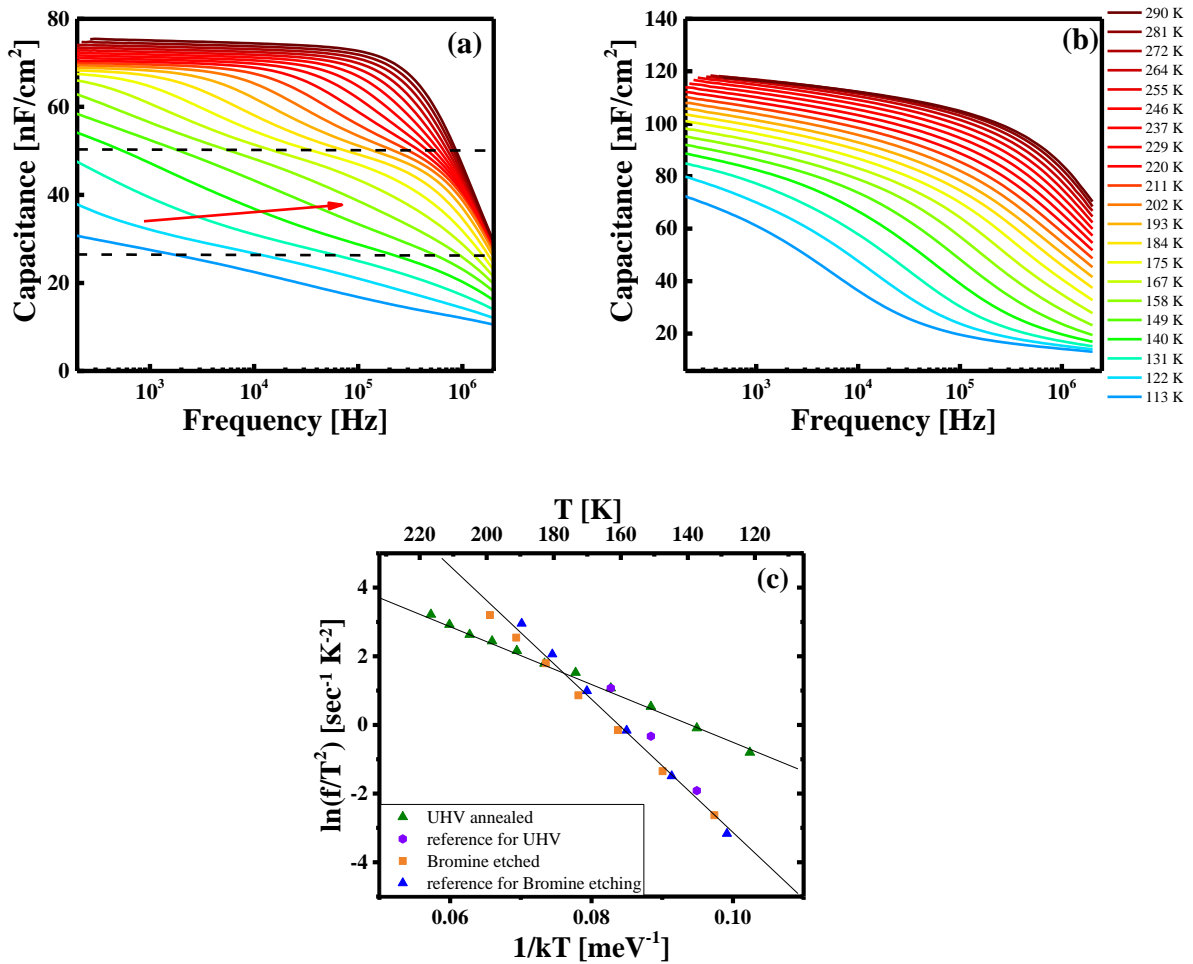 80
60
40
20
0
Capacitance [nF/cm²]
(a)
10³ 10⁴ 10⁵ 10⁶
Frequency [Hz]
140
120
100
80
60
40
20
Capacitance [nF/cm²]
(b)
10³ 10⁴ 10⁵ 10⁶
Frequency [Hz]
290 K
281 K
272 K
264 K
255 K
246 K
237 K
229 K
220 K
211 K
202 K
193 K
184 K
175 K
167 K
158 K
149 K
140 K
131 K
122 K
113 K
T [K]
220 200 180 160 140 120
(c)
4
2
0
-2
-4
ln(f/T²) [sec⁻¹ K⁻²]
UHV annealed
reference for UHV
Bromine etched
reference for Bromine etching
0.06 0.08 0.10
1/kT [meV⁻¹]